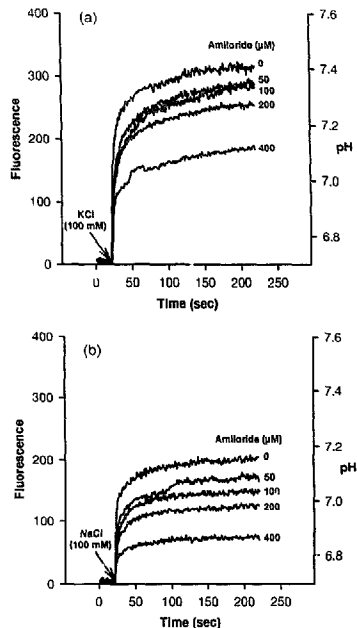 (a)
400
7.6
Amiloride (µM)
0
7.4
300
50
100
200
7.2
200
Fluorescence
pH
400
7.0
100
KCl
(100 mM)
6.8
0
0 50 100 150 200 250
Time (sec)
(b)
400
7.6
300
7.4
Amiloride (µM)
0
7.2
200
50
Fluorescence
pH
100
7.0
200
100
NaCl
(100 mM)
400
6.8
0
0 50 100 150 200 250
Time (sec)